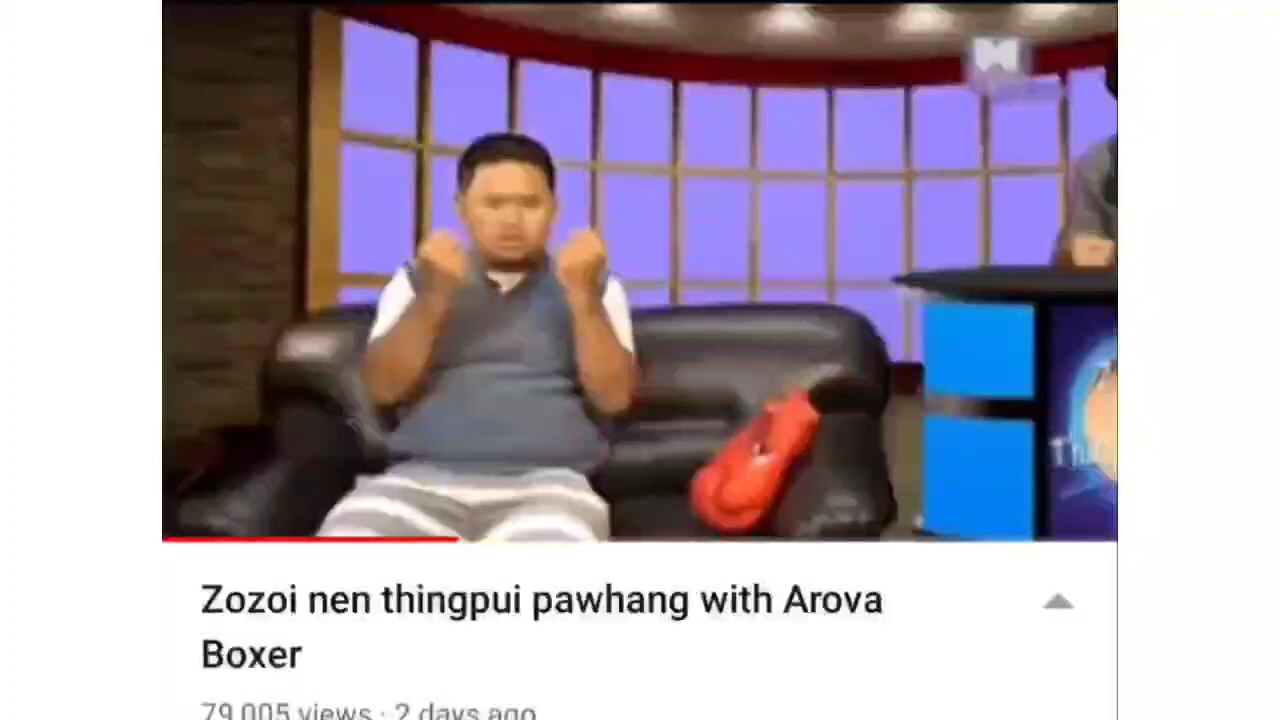 Zozoi nen thingpui pawhang with Arova
Boxer
79,005 views · 2 days ago